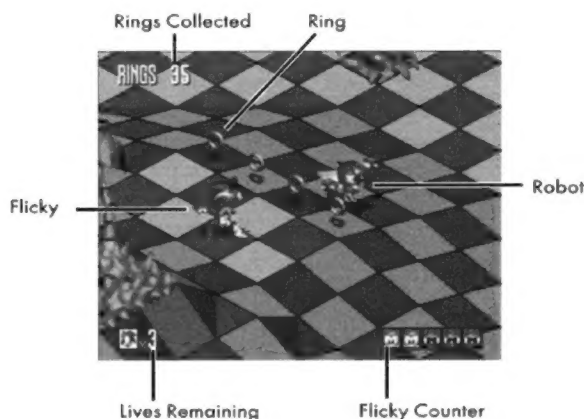 Rings Collected
Ring
RINGS 35
Flicky
Robot
3
Lives Remaining
Flicky Counter